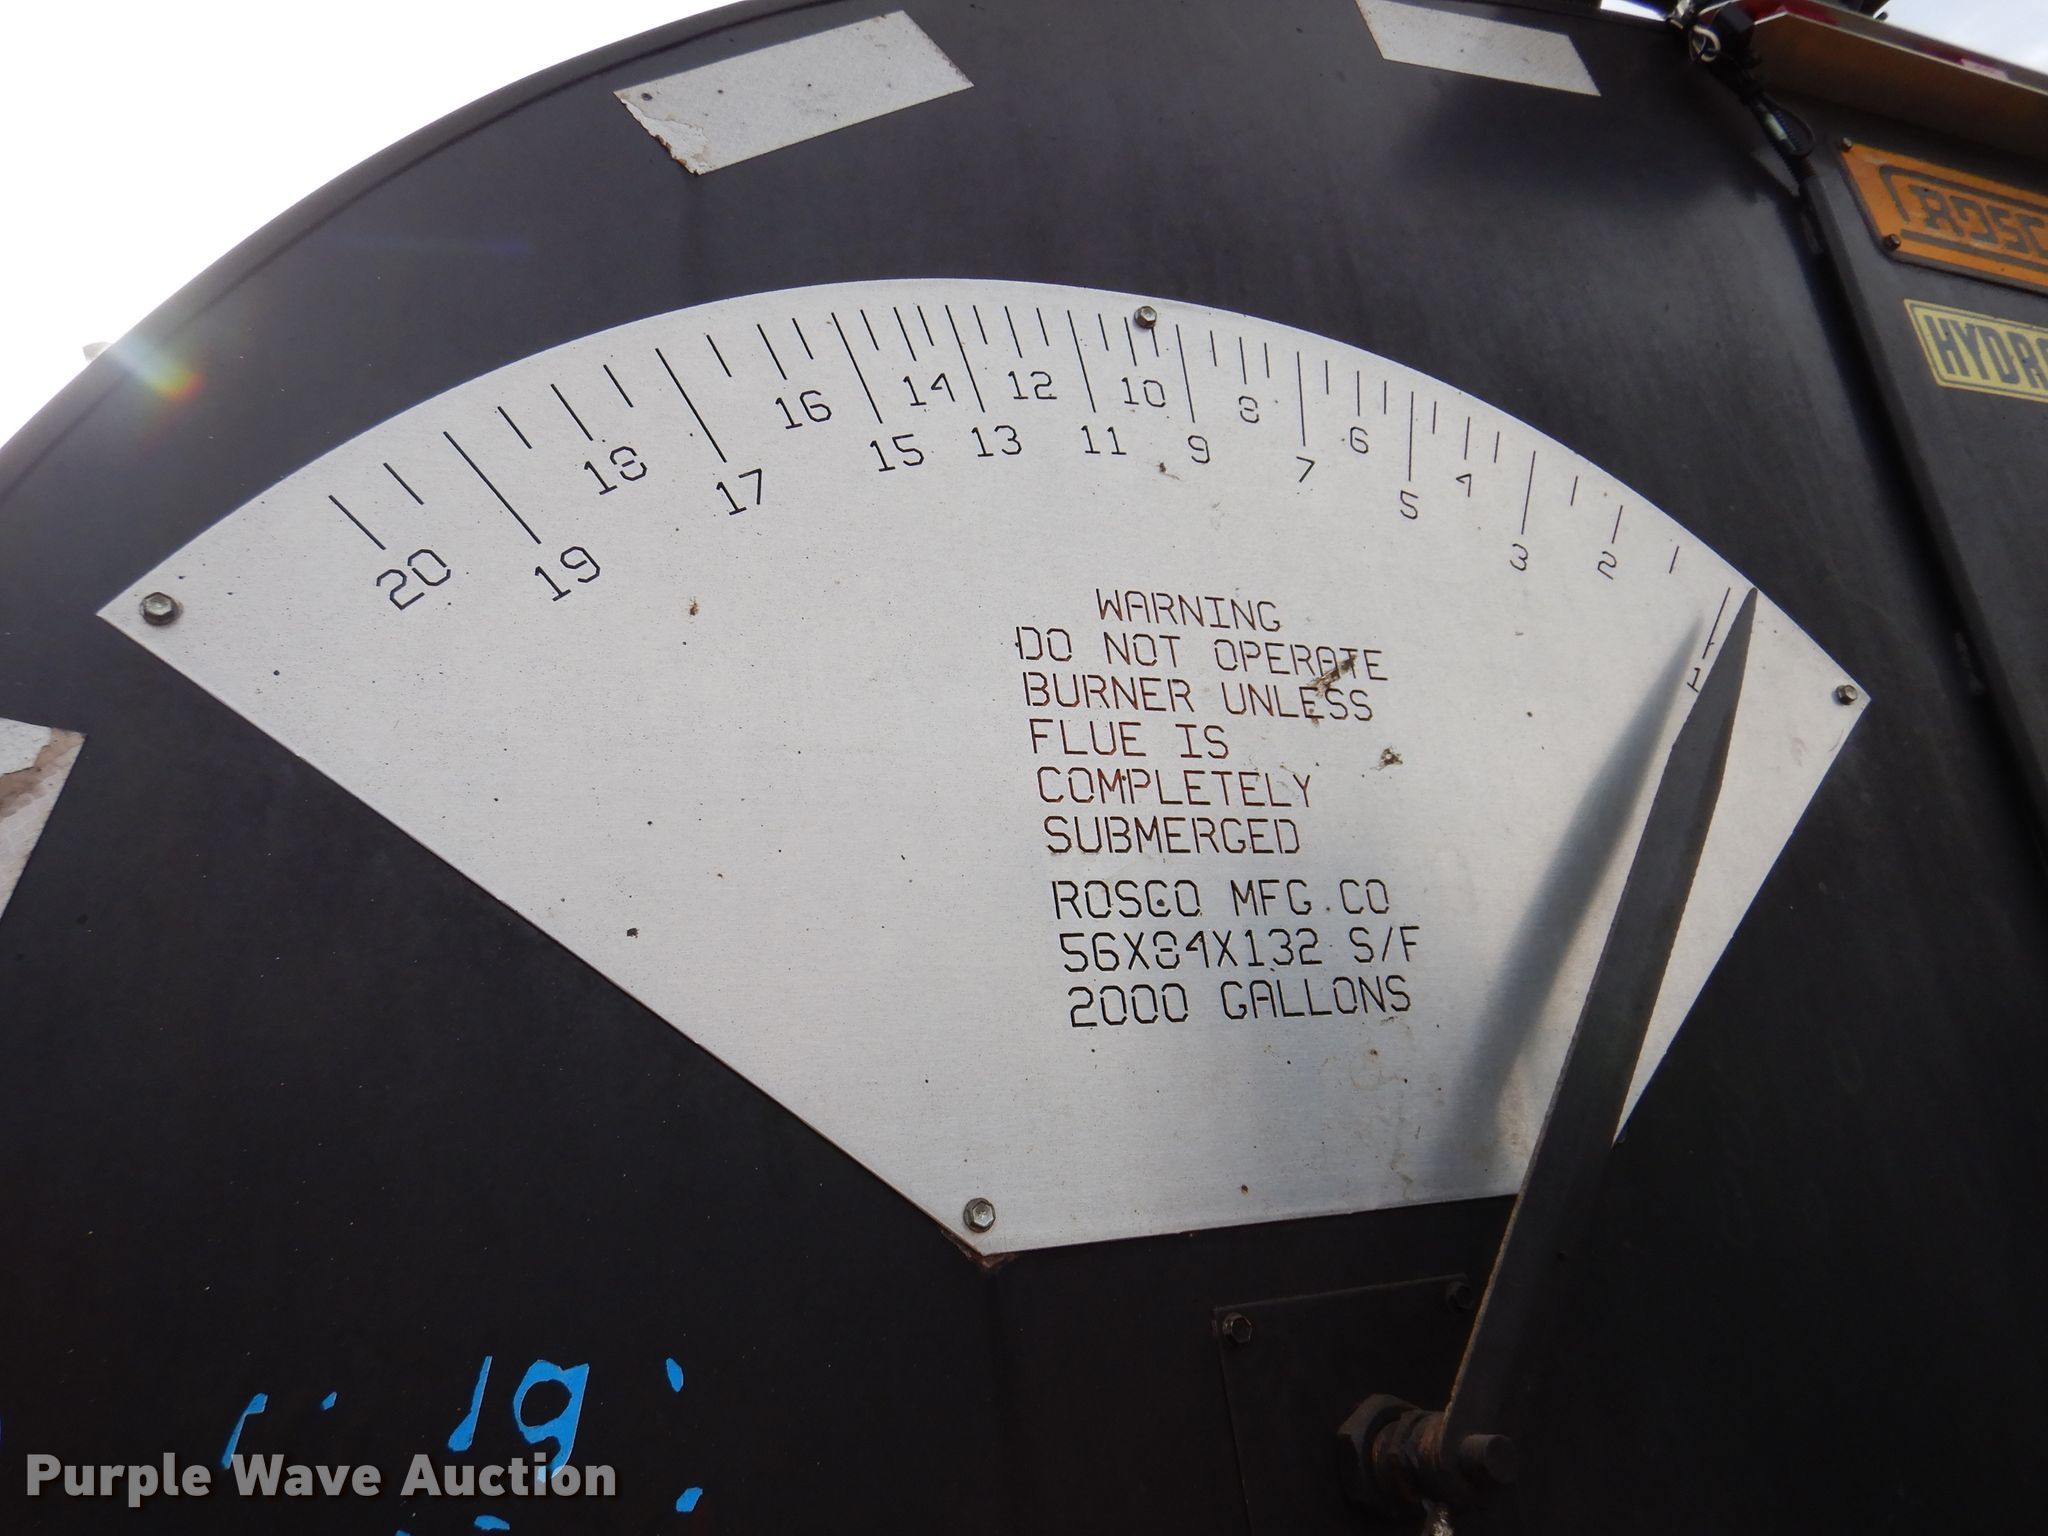 ROSC
HYDR
20 19 18 17 16 15 14 13 12 11 10 9 8 7 6 5 4 3 2 1
WARNING
DO NOT OPERATE
BURNER UNLESS
FLUE IS
COMPLETELY
SUBMERGED
ROSCO MFG. CO
56X84X132 S/F
2000 GALLONS
19
Purple Wave Auction